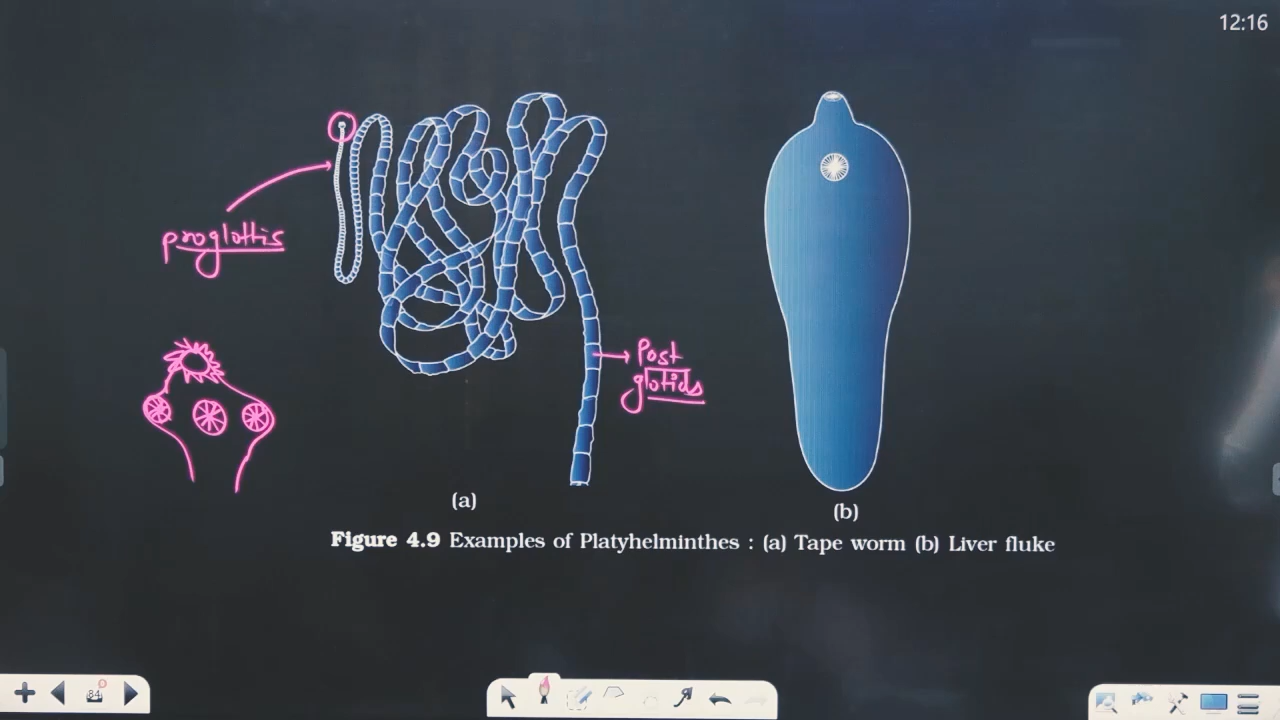 12:16
proglottis
Post
glotids
(a)
(b)
Figure 4.9 Examples of Platyhelminthes : (a) Tape worm (b) Liver fluke
84